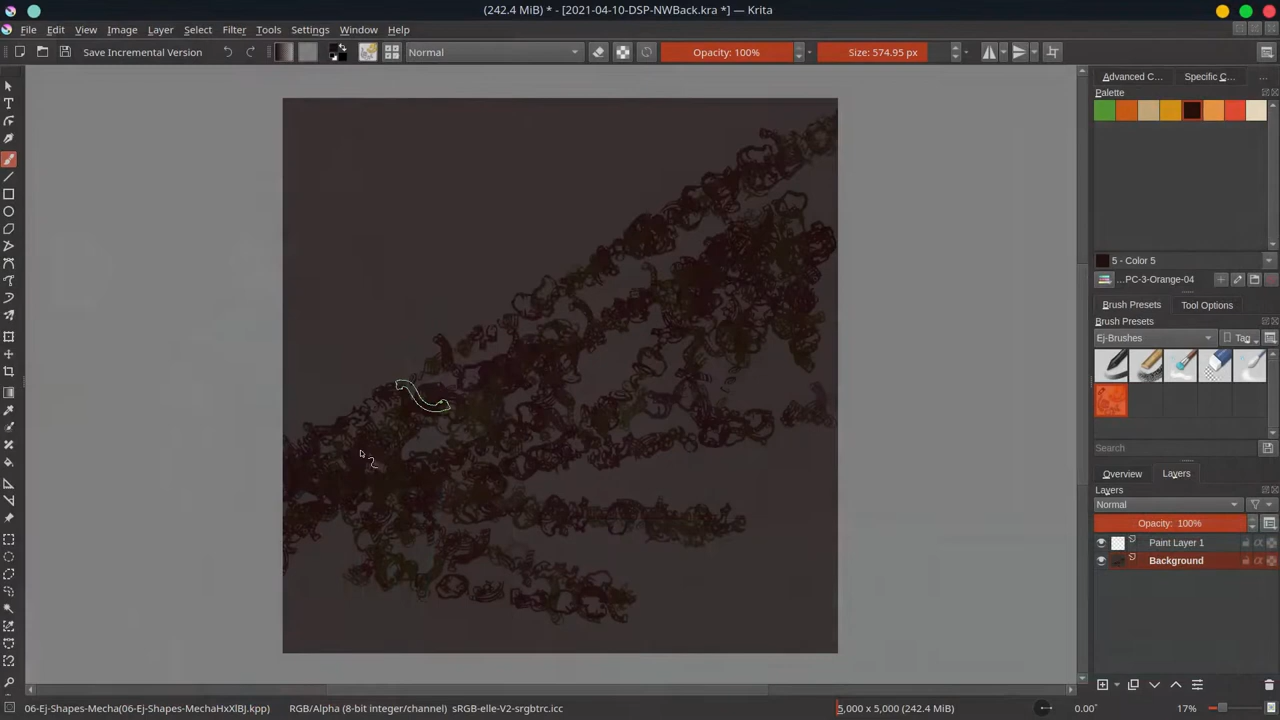 (242.4 MiB) * - [2021-04-10-DSP-NWBack.kra *] — Krita
File Edit View Image Layer Select Filter Tools Settings Window Help
Save Incremental Version
Normal
Opacity: 100%
Size: 574.95 px
Advanced C...
Specific C...
...
Palette
5 - Color 5
...PC-3-Orange-04
Brush Presets
Tool Options
Brush Presets
Ej-Brushes
Tag
Search
Overview
Layers
Layers
Normal
Opacity: 100%
Paint Layer 1
Background
06-Ej-Shapes-Mecha(06-Ej-Shapes-MechaHxXlBJ.kpp)
RGB/Alpha (8-bit integer/channel) sRGB-elle-V2-srgbtrc.icc
5,000 x 5,000 (242.4 MiB)
0.00°
17%